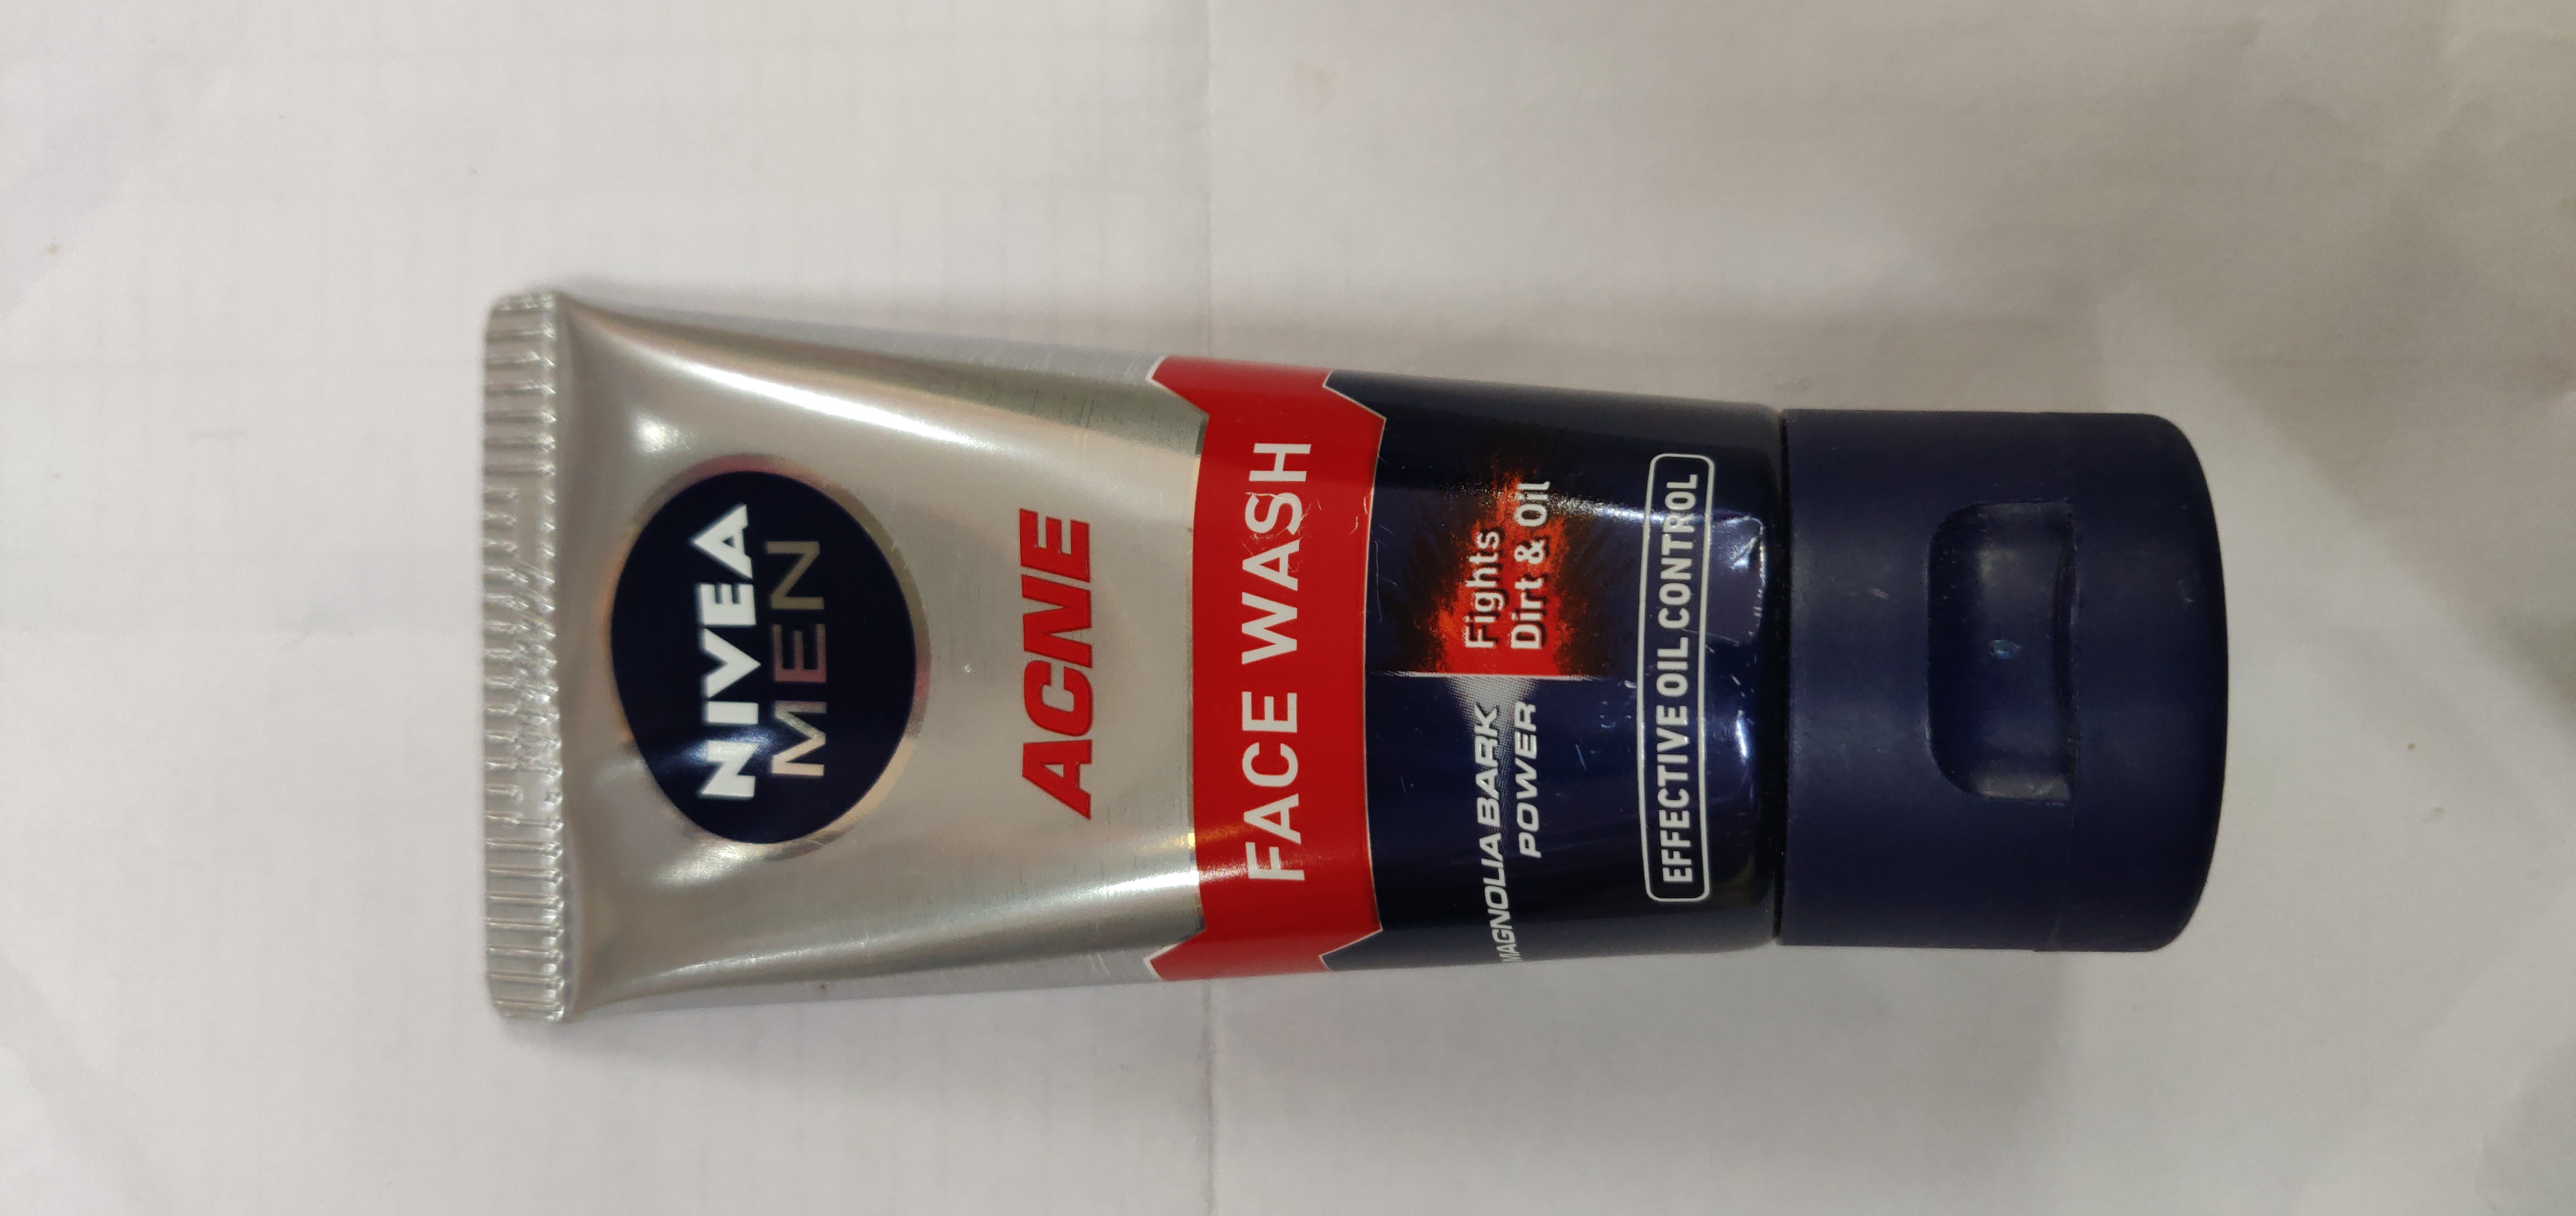 NIVEA
MEN
ACNE
FACE WASH
MAGNOLIA BARK
POWER
Fights
Dirt & Oil
EFFECTIVE OIL CONTROL